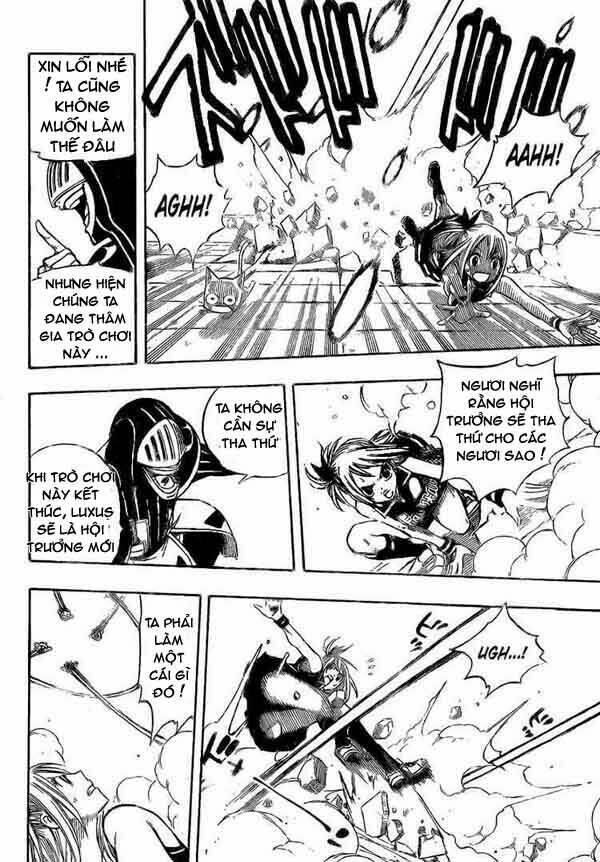 XIN LỖI NHÉ
! TA CŨNG
KHÔNG
MUỐN LÀM
THẾ ĐÂU
AGHH!
AAHH!
NHƯNG HIỆN
CHÚNG TA
ĐANG THÂM
GIA TRÒ CHƠI
NÀY ...
NGƯƠI NGHĨ
RẰNG HỘI
TRƯỞNG SẼ THA
THỨ CHO CÁC
NGƯƠI SAO !
TA KHÔNG
CẦN SỰ
THA THỨ
KHI TRÒ CHƠI
NÀY KẾT
THÚC, LUXUS
SẼ LÀ HỘI
TRƯỞNG MỚI
TA PHẢI
LÀM
MỘT
CÁI GÌ
ĐÓ !
UGH...!